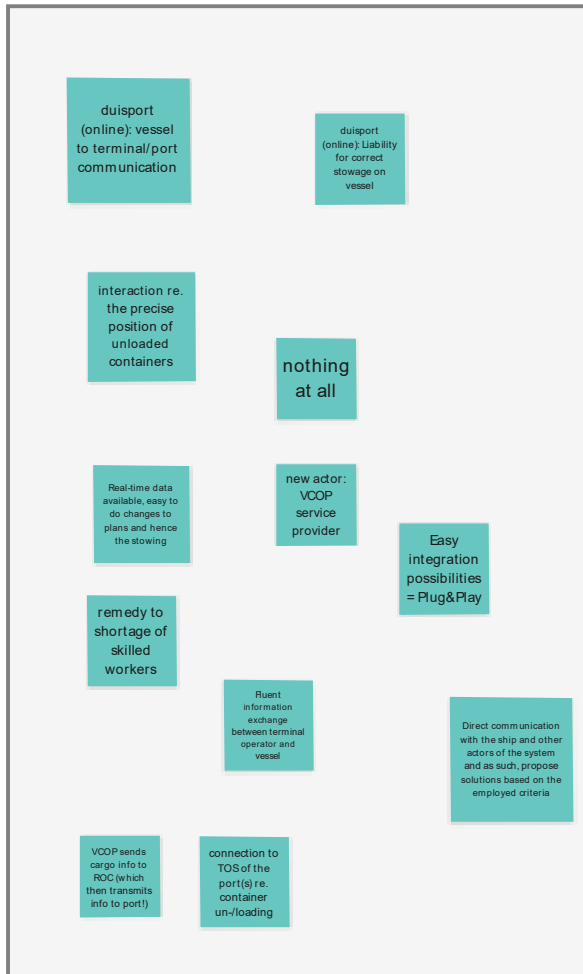 duisport
(online): vessel
to terminal/port
communication
duisport
(online): Liability
for correct
stowage on
vessel
interaction re.
the precise
position of
unloaded
containers
nothing
at all
Real-time data
available, easy to
do changes to
plans and hence
the stowing
new actor:
VCOP
service
provider
Easy
integration
possibilities
= Plug&Play
remedy to
shortage of
skilled
workers
Fluent
information
exchange
between terminal
operator and
vessel
Direct communication
with the ship and other
actors of the system
and as such, propose
solutions based on the
employed criteria
VCOP sends
cargo info to
ROC (which
then transmits
info to port!)
connection to
TOS of the
port(s) re.
container
un-/loading